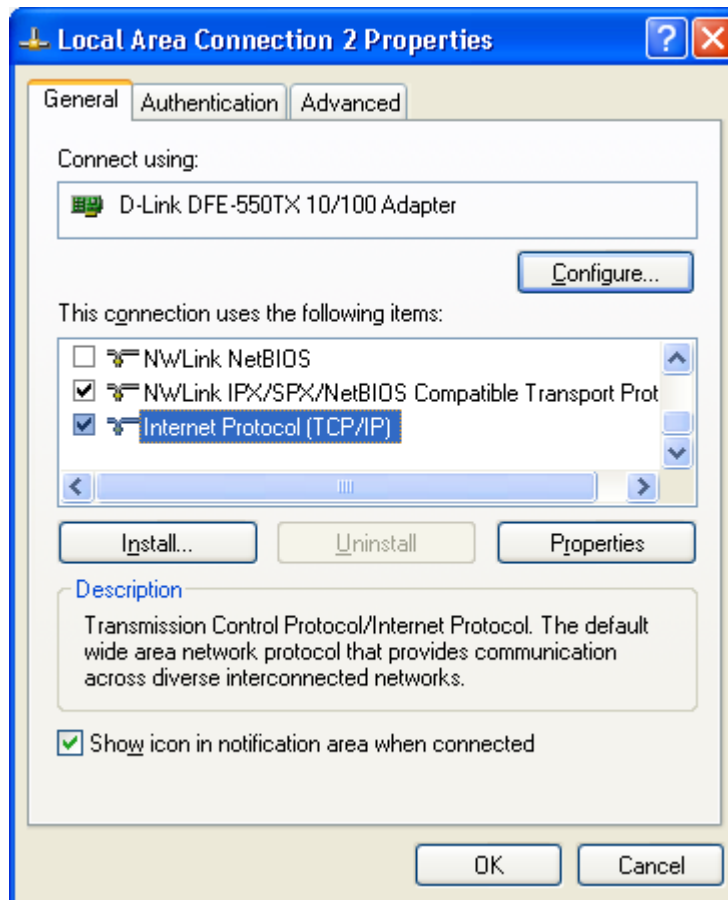 Local Area Connection 2 Properties
General Authentication Advanced
Connect using:
D-Link DFE-550TX 10/100 Adapter
Configure...
This connection uses the following items:
NWLink NetBIOS
NWLink IPX/SPX/NetBIOS Compatible Transport Prot
Internet Protocol (TCP/IP)
Install... Uninstall Properties
Description
Transmission Control Protocol/Internet Protocol. The default
wide area network protocol that provides communication
across diverse interconnected networks.
Show icon in notification area when connected
OK Cancel